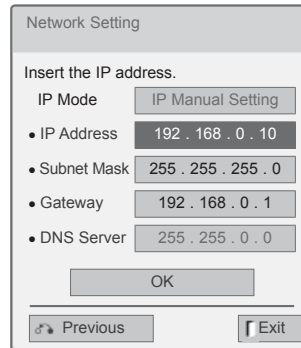 Network Setting
Insert the IP address.
IP Mode IP Manual Setting
• IP Address 192 . 168 . 0 . 10
• Subnet Mask 255 . 255 . 255 . 0
• Gateway 192 . 168 . 0 . 1
• DNS Server 255 . 255 . 0 . 0
OK
Previous Exit